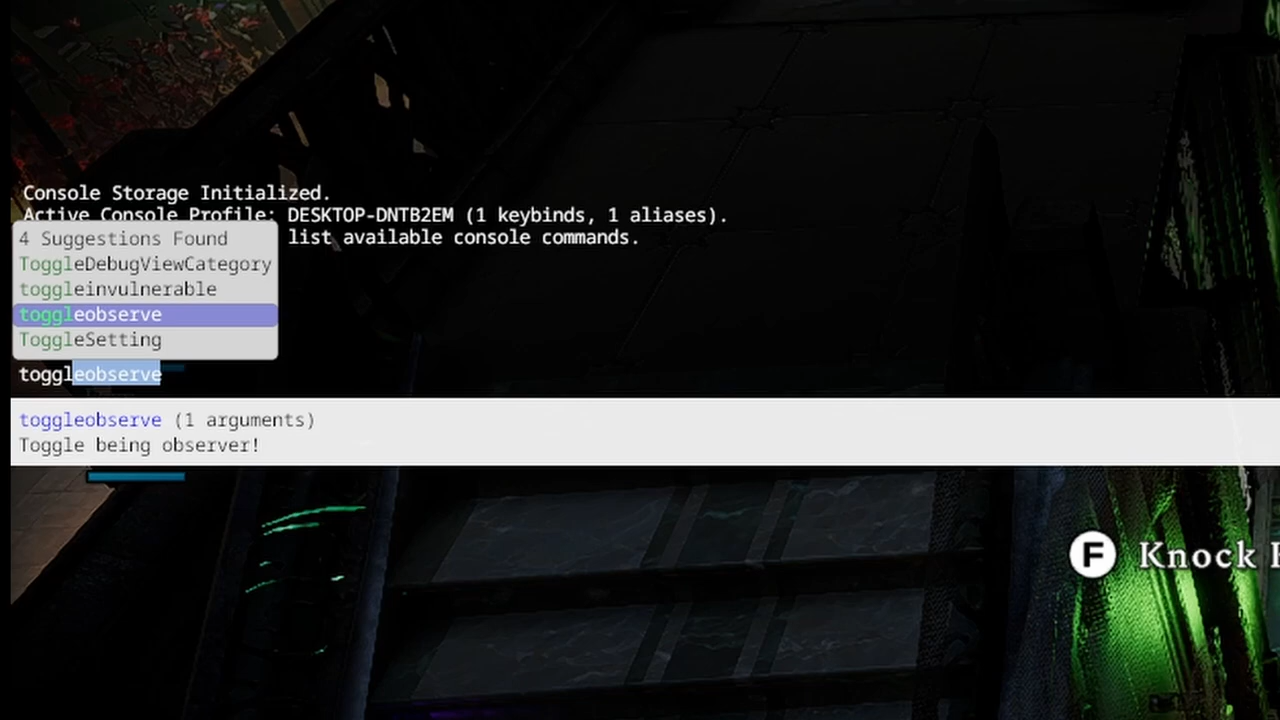 Console Storage Initialized.
Active Console Profile: DESKTOP-DNTB2EM (1 keybinds, 1 aliases).
list available console commands.
4 Suggestions Found
ToggleDebugViewCategory
toggleinvulnerable
toggleobserve
ToggleSetting
toggleobserve
toggleobserve (1 arguments)
Toggle being observer!
F Knock